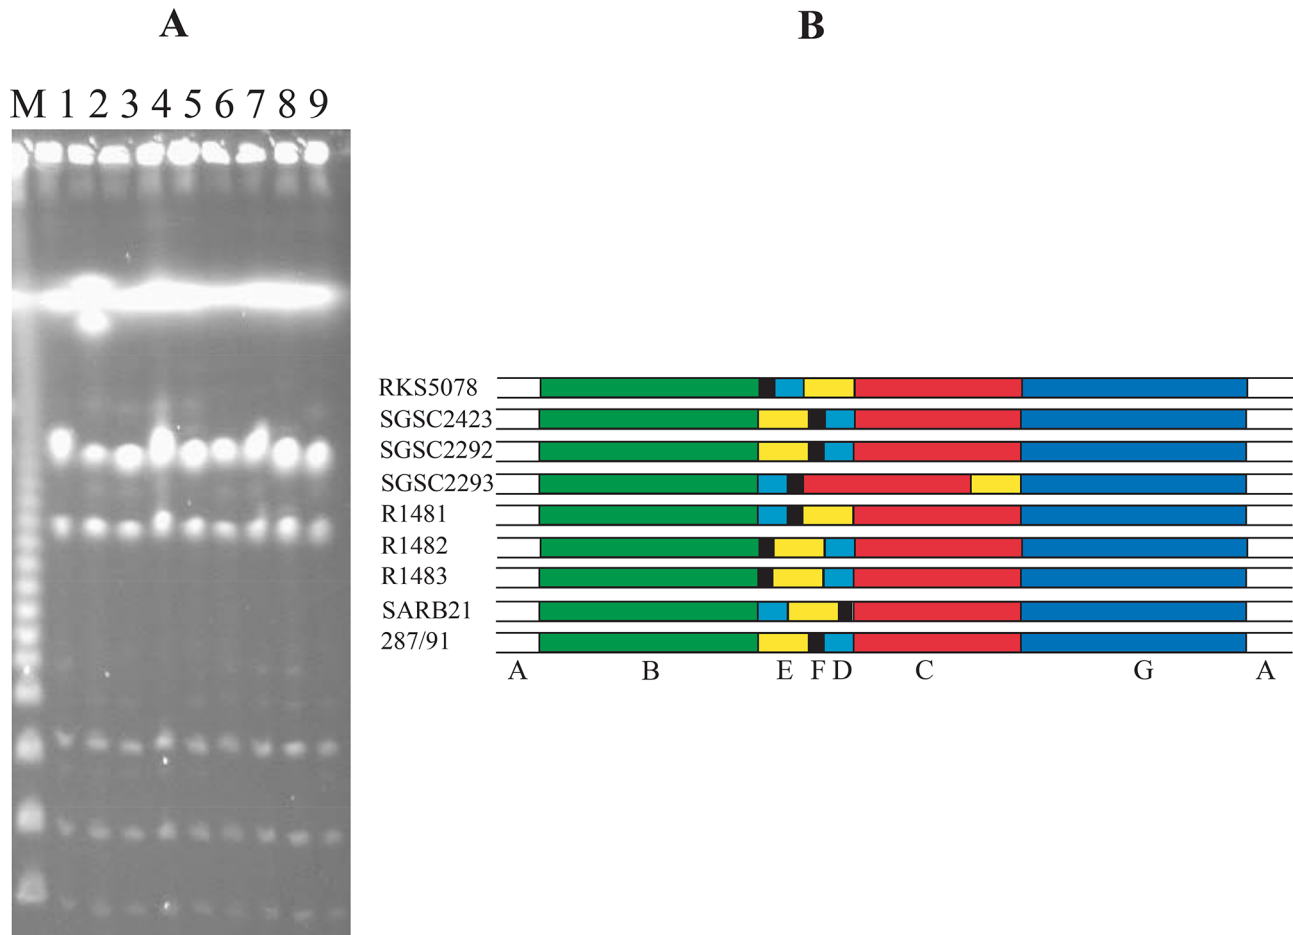 A
B
M 1 2 3 4 5 6 7 8 9
RKS5078
SGSC2423
SGSC2292
SGSC2293
R1481
R1482
R1483
SARB21
287/91
A B E F D C G A